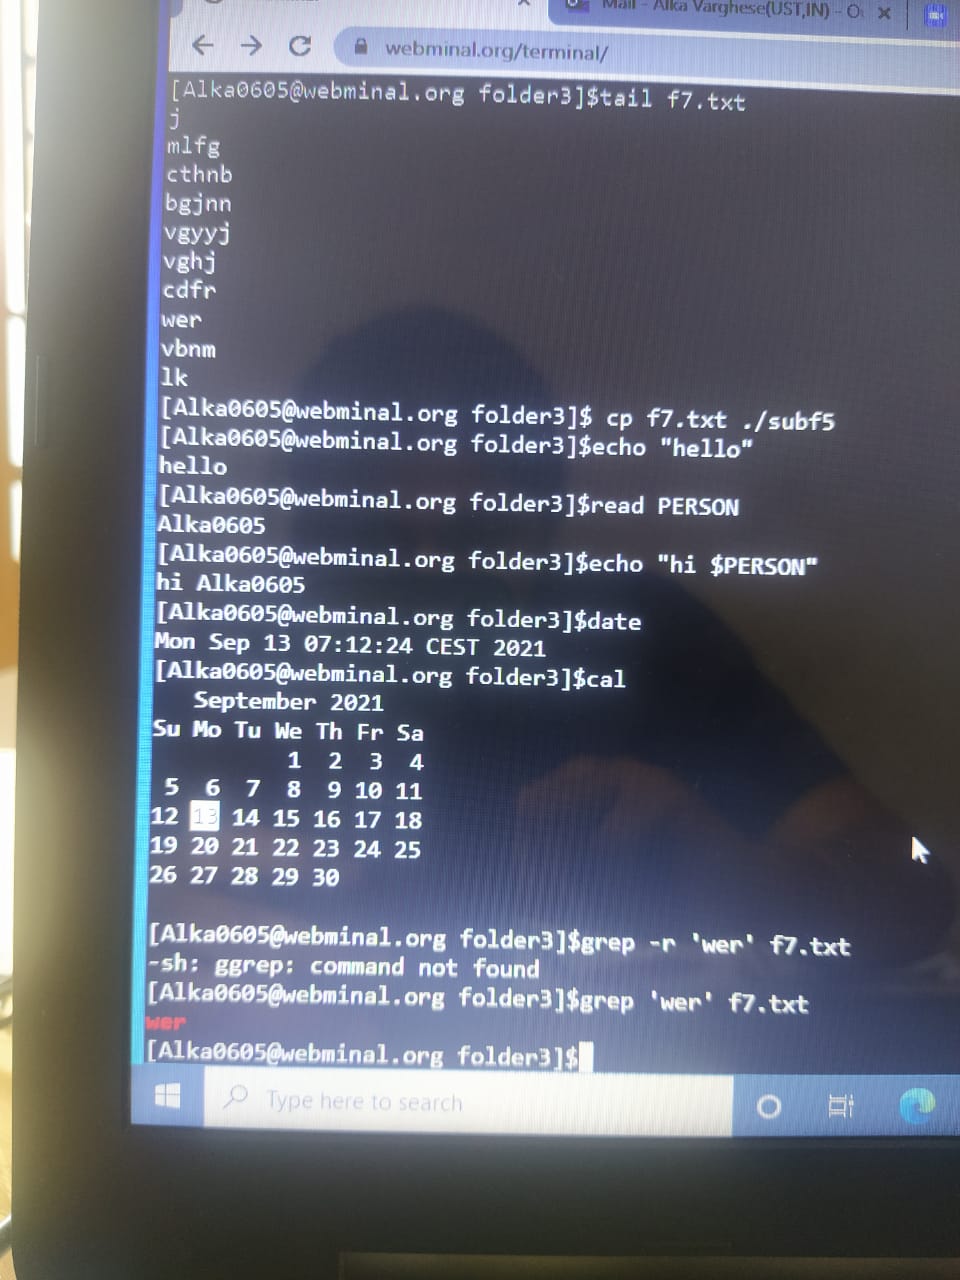 Mail - Alka Varghese(UST,IN) - O
webminal.org/terminal/
[Alka0605@webminal.org folder3]$tail f7.txt
j
mlfg
cthnb
bgjnn
vgyyj
vghj
cdfr
wer
vbnm
lk
[Alka0605@webminal.org folder3]$ cp f7.txt ./subf5
[Alka0605@webminal.org folder3]$echo "hello"
hello
[Alka0605@webminal.org folder3]$read PERSON
Alka0605
[Alka0605@webminal.org folder3]$echo "hi $PERSON"
hi Alka0605
[Alka0605@webminal.org folder3]$date
Mon Sep 13 07:12:24 CEST 2021
[Alka0605@webminal.org folder3]$cal
September 2021
Su Mo Tu We Th Fr Sa
1 2 3 4
5 6 7 8 9 10 11
12 13 14 15 16 17 18
19 20 21 22 23 24 25
26 27 28 29 30
[Alka0605@webminal.org folder3]$grep -r 'wer' f7.txt
-sh: ggrep: command not found
[Alka0605@webminal.org folder3]$grep 'wer' f7.txt
wer
[Alka0605@webminal.org folder3]$
Type here to search